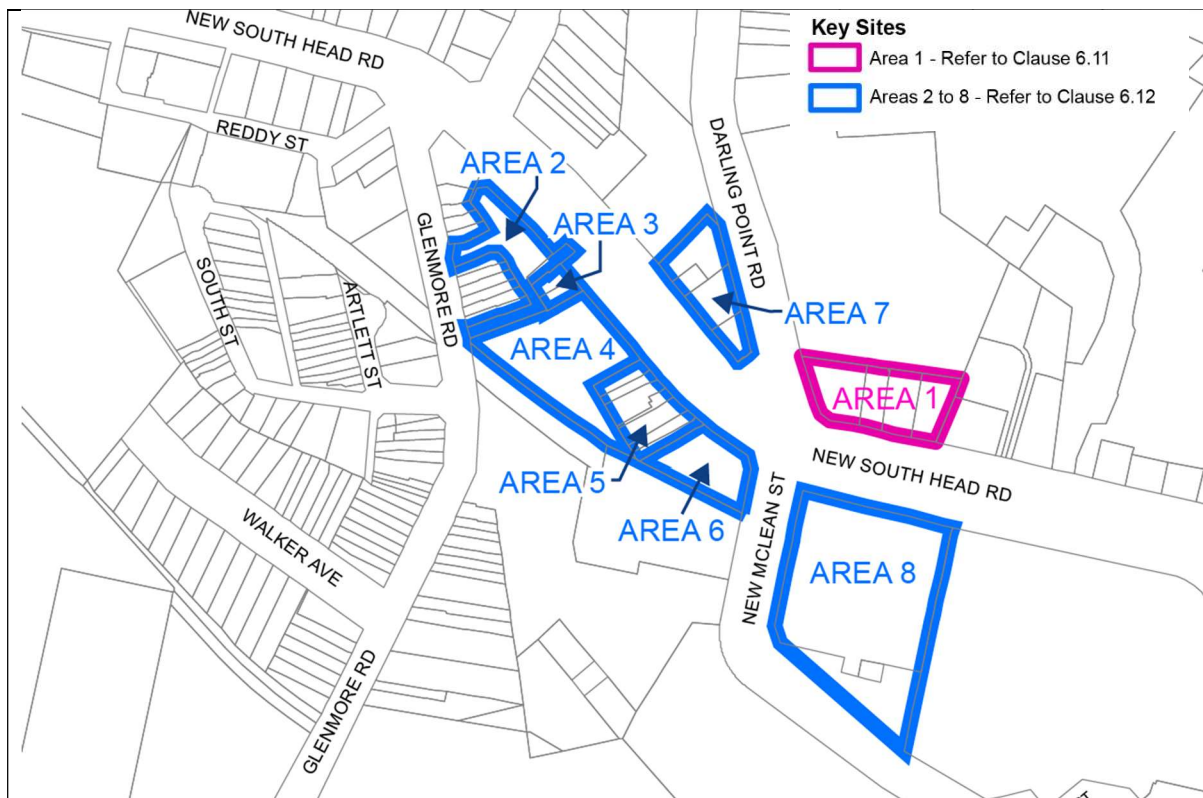 NEW SOUTH HEAD RD
Key Sites
Area 1 - Refer to Clause 6.11
Areas 2 to 8 - Refer to Clause 6.12
REDDY ST
DARLING POINT RD
AREA 2
AREA 3
GLENMORE RD
SOUTH ST
ARTLETT ST
AREA 7
AREA 4
AREA 1
NEW SOUTH HEAD RD
AREA 5
AREA 6
NEW MCLEAN ST
AREA 8
WALKER AVE
GLENMORE RD